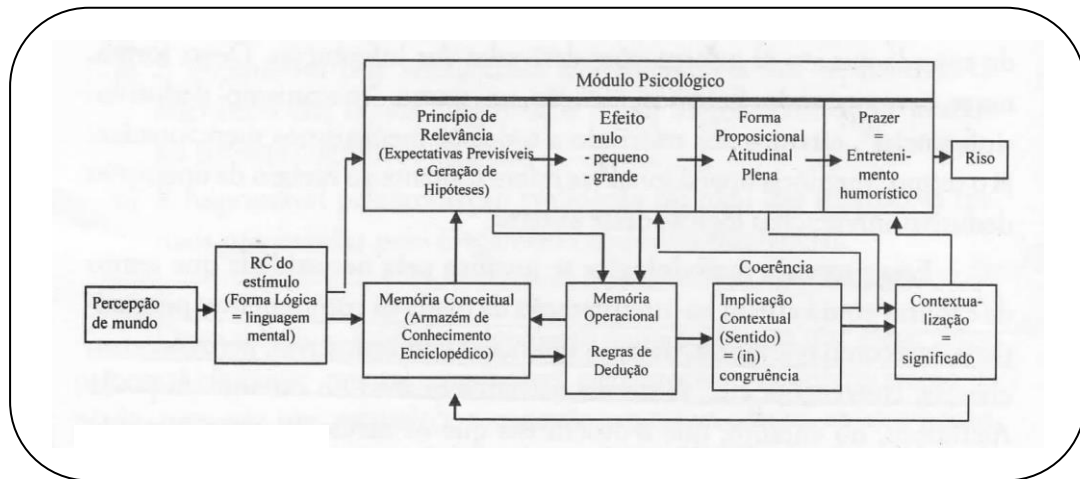 Módulo Psicológico
Princípio de
Relevância
(Expectativas Previsíveis
e Geração de
Hipóteses)
Efeito
nulo
- pequeno
- grande
Forma
Proposicional
Atitudinal
Plena
Prazer
=
Entreteni-
mento
humorístico
Riso
Percepção
de mundo
RC do
estímulo
(Forma Lógica
= linguagem
mental)
Memória Conceitual
(Armazém de
Conhecimento
Enciclopédico)
Memória
Operacional
Regras de
Dedução
Coerência
Implicação
Contextual
(Sentido)
= (in)
congruência
Contextua-
lização
=
significado